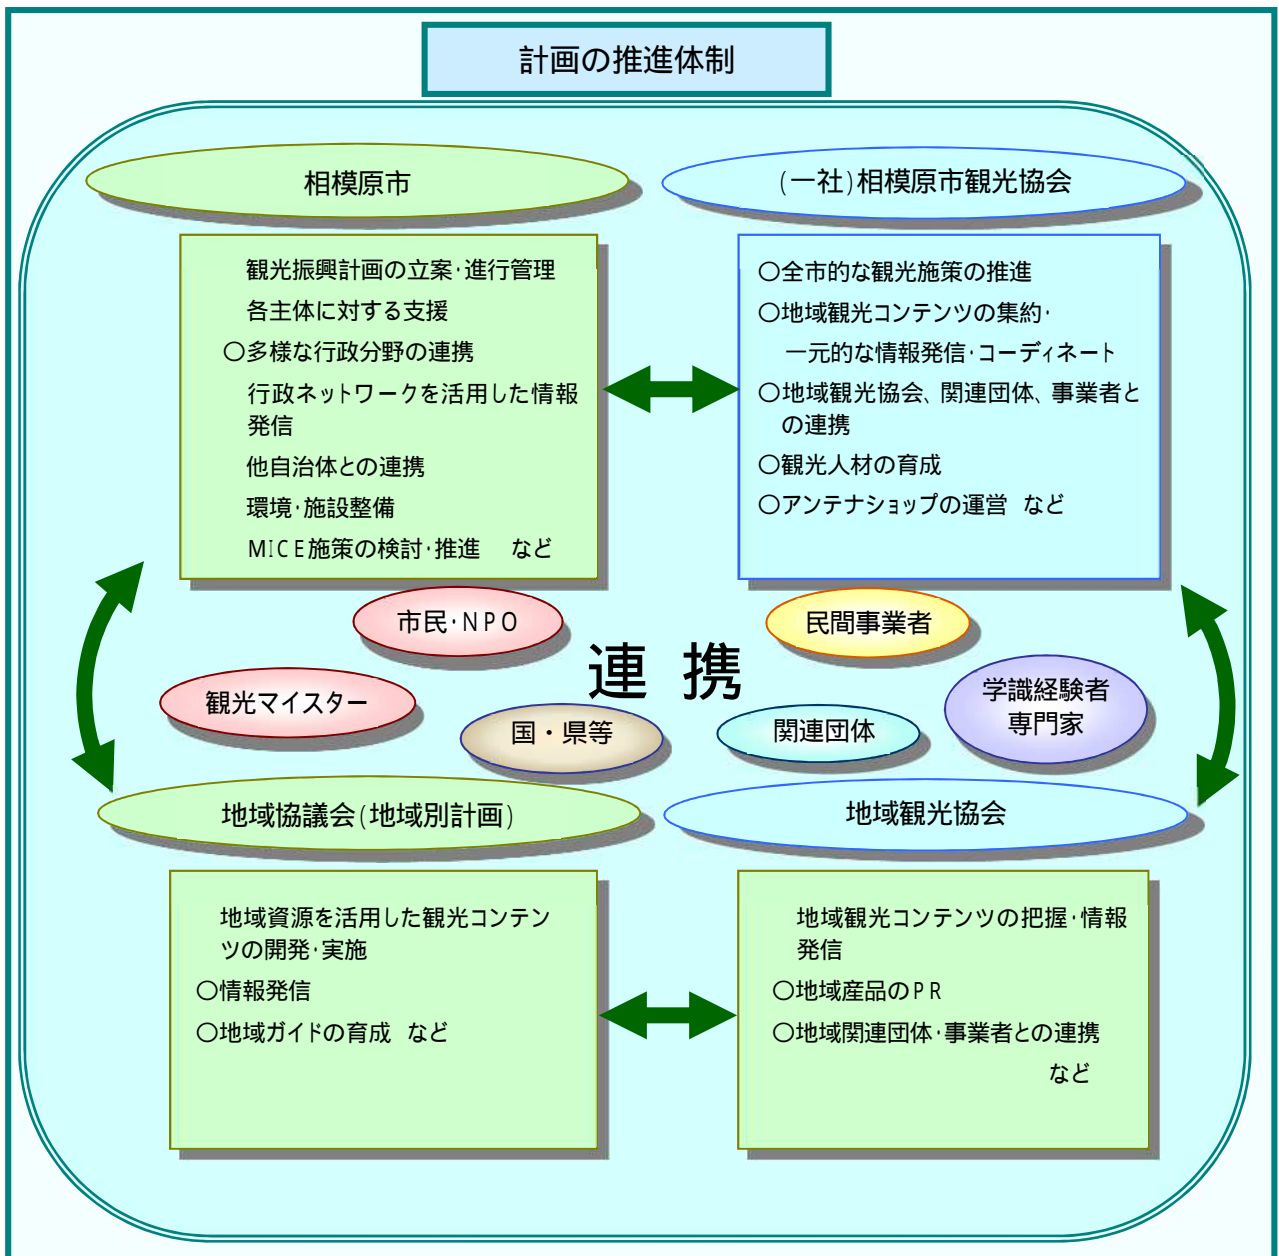 計画の推進体制
相模原市
観光振興計画の立案・進行管理
各主体に対する支援
○多様な行政分野の連携
行政ネットワークを活用した情報
発信
他自治体との連携
環境・施設整備
MICE施策の検討・推進 など
(一社)相模原市観光協会
○全市的な観光施策の推進
○地域観光コンテンツの集約・
一元的な情報発信・コーディネート
○地域観光協会、関連団体、事業者と
の連携
○観光人材の育成
○アンテナショップの運営 など
市民・NPO
民間事業者
連携
観光マイスター
国・県等
関連団体
学識経験者
専門家
地域協議会(地域別計画)
地域資源を活用した観光コンテン
ツの開発・実施
○情報発信
○地域ガイドの育成 など
地域観光協会
地域観光コンテンツの把握・情報
発信
○地域産品のPR
○地域関連団体・事業者との連携
など